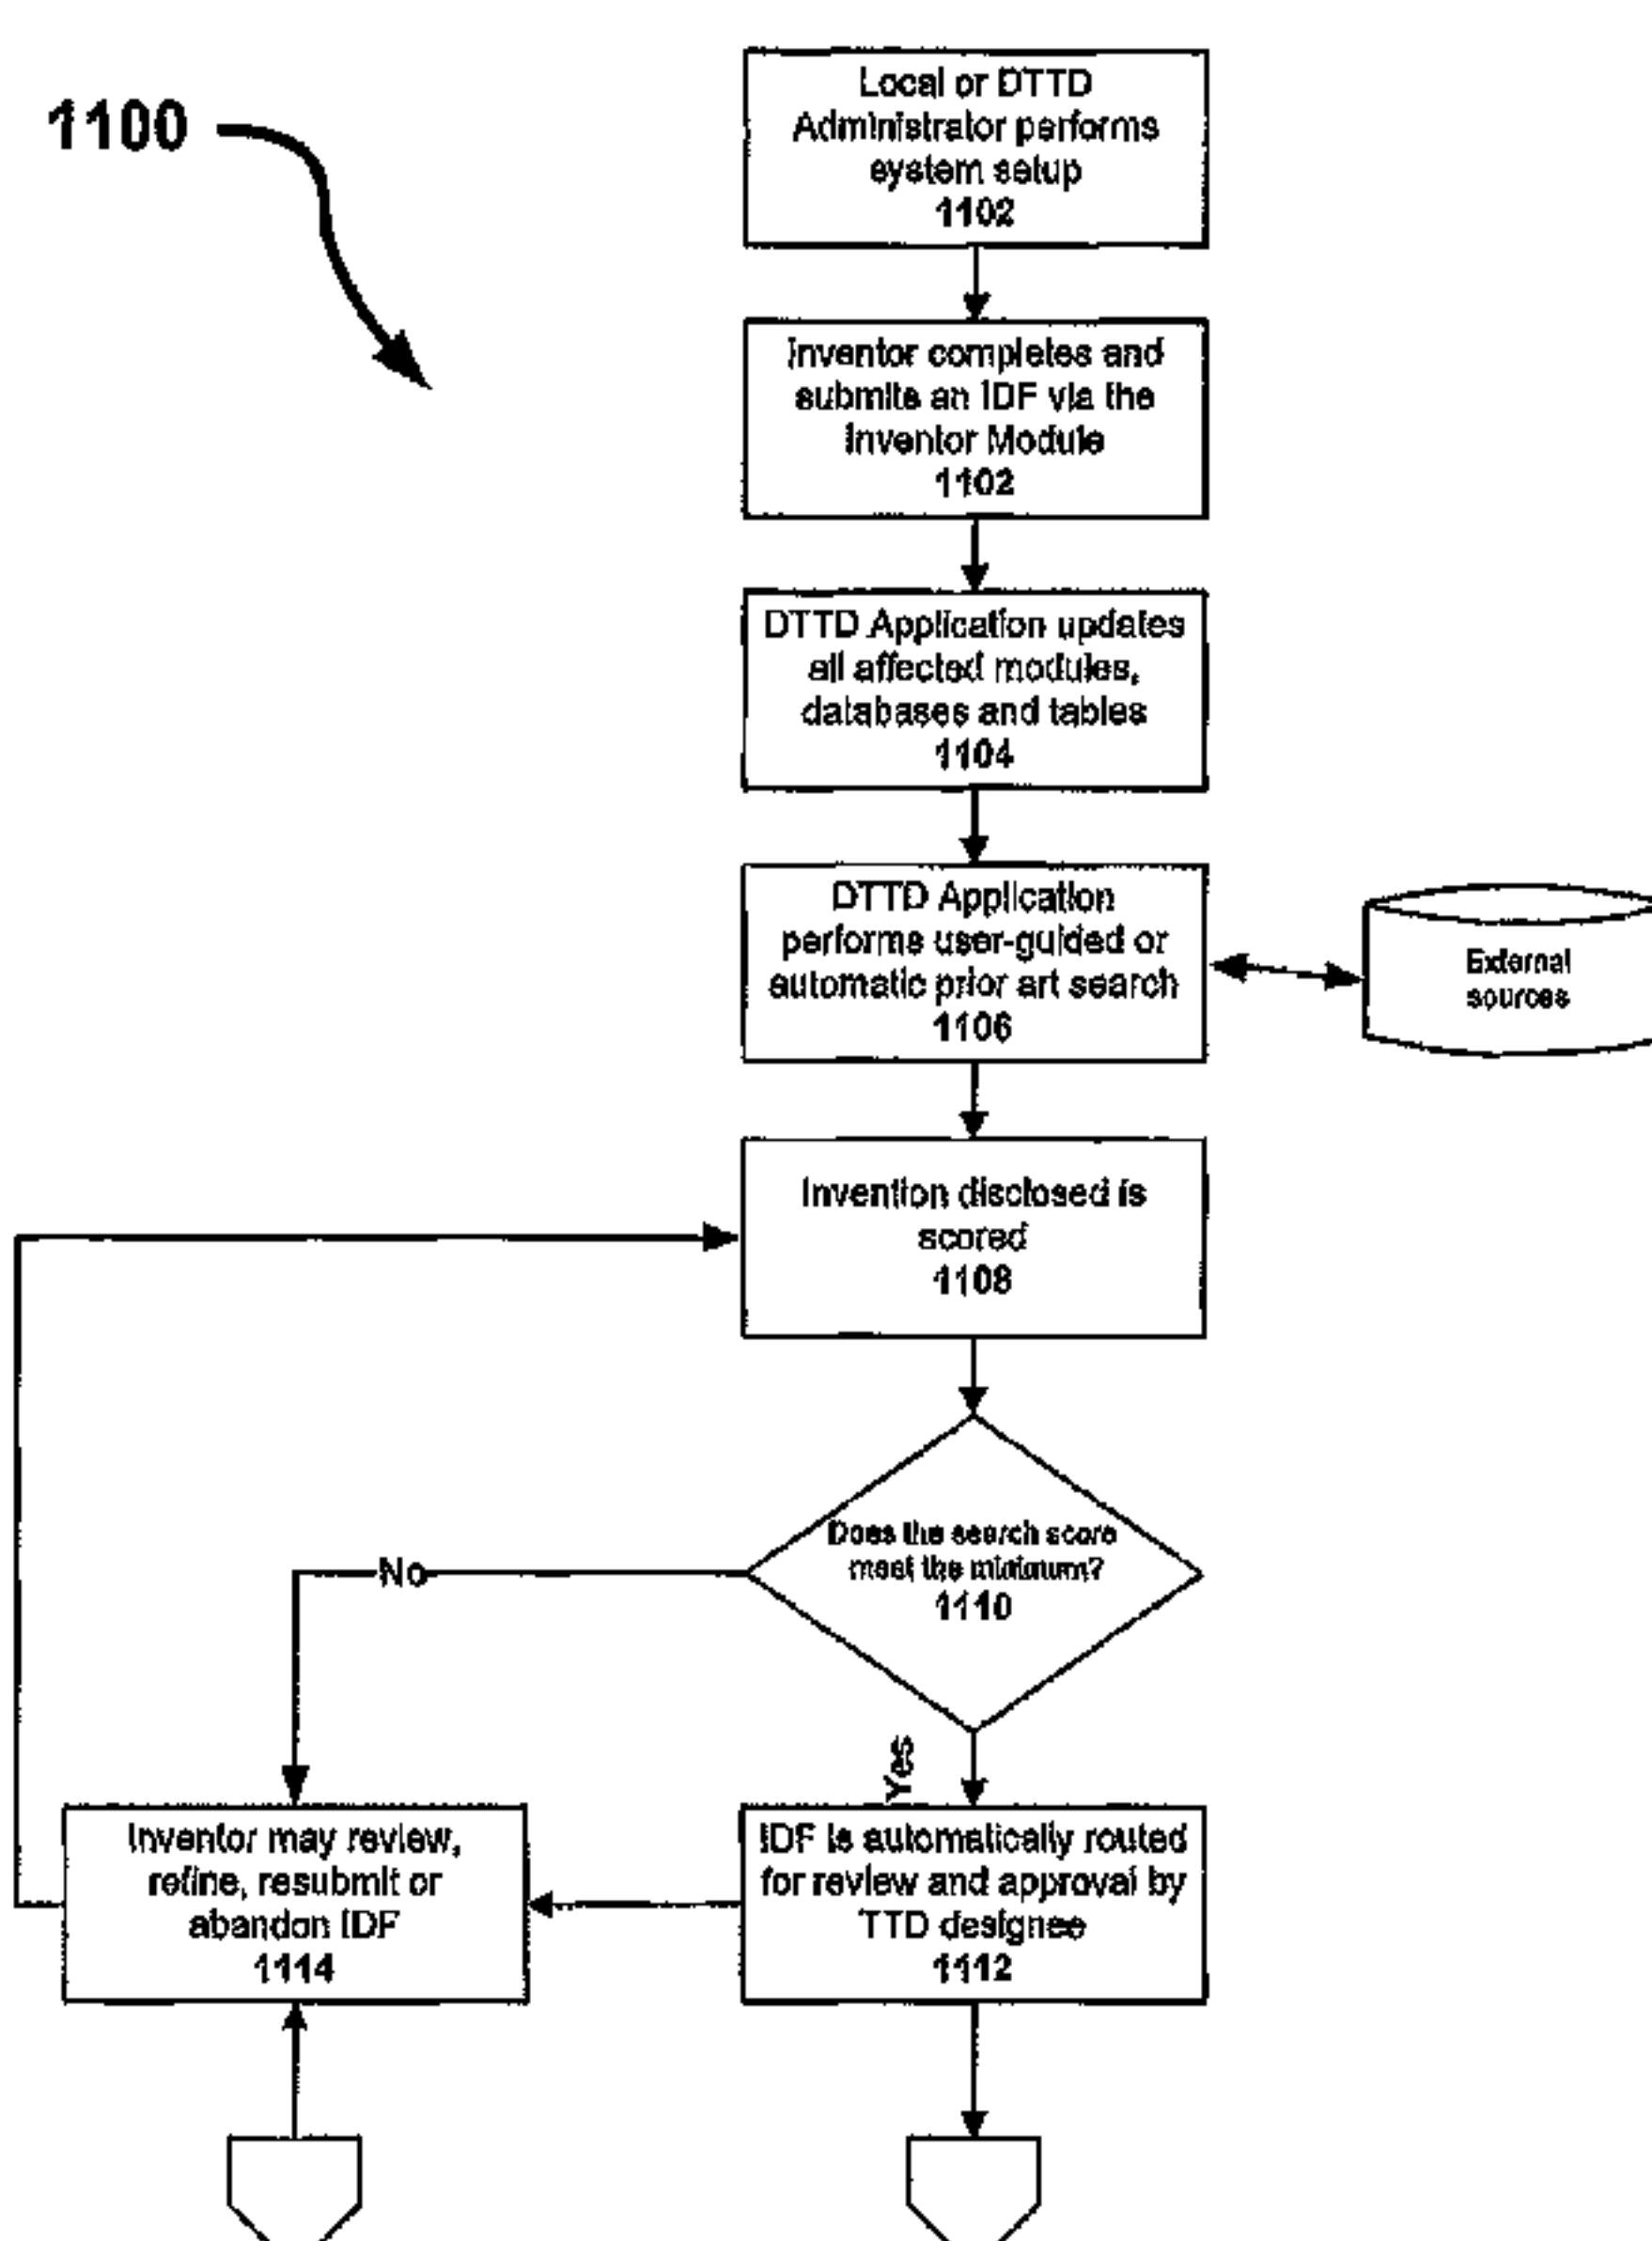 1100
Local or DTTD
Administrator performs
system setup
1102
Inventor completes and
submits an IDF via the
Inventor Module
1102
DTTD Application updates
all affected modules,
databases and tables
1104
DTTD Application
performs user-guided or
automatic prior art search
1106
External
sources
Invention disclosed is
scored
1108
Does the search score
meet the minimum?
1110
No
Yes
Inventor may review,
refine, resubmit or
abandon IDF
1114
IDF is automatically routed
for review and approval by
TTD designee
1112